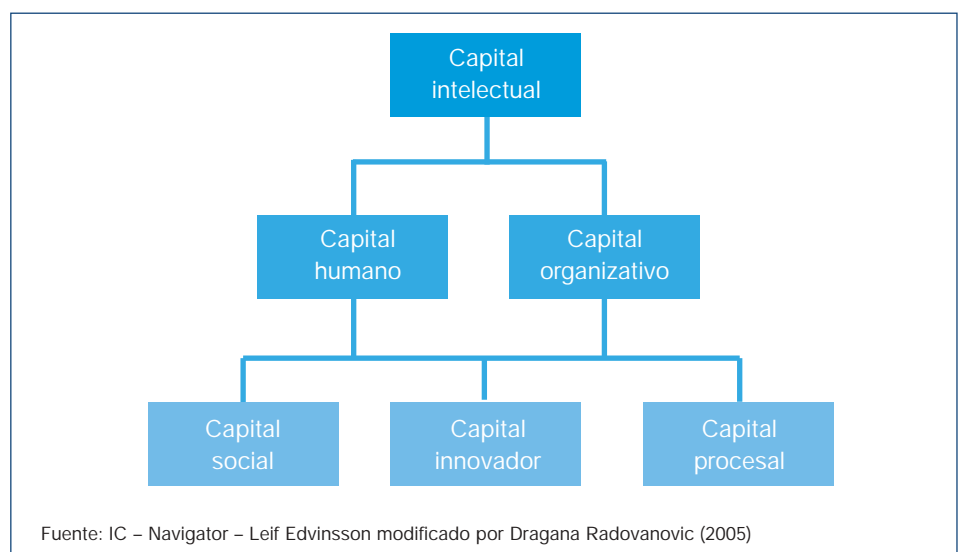 Capital
intelectual
Capital
humano
Capital
organizativo
Capital
social
Capital
innovador
Capital
procesal
Fuente: IC – Navigator – Leif Edvinsson modificado por Dragana Radovanovic (2005)